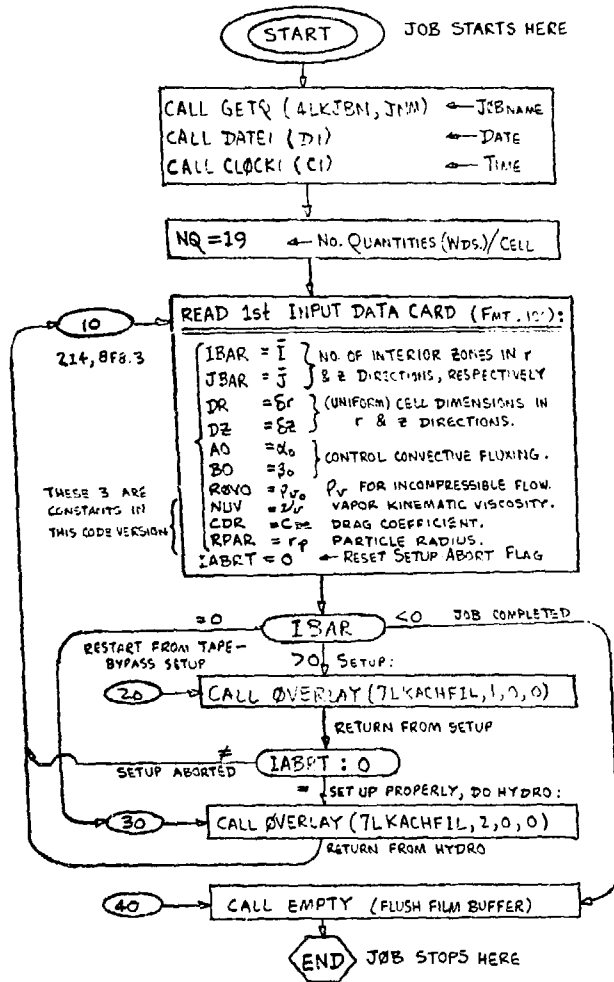 START
JOB STARTS HERE
CALL GETQ (4LKJBN, JNM) ← JØBNAME
CALL DATE1 (D1) ← DATE
CALL CLØCK1 (C1) ← TIME
NQ = 19 ← NO. QUANTITIES (WDS.)/CELL
10
2I4, 8F8.3
READ 1st INPUT DATA CARD (FMT.
IBAR = Ī
JBAR = J̄
NO. OF INTERIOR ZONES IN r
& z DIRECTIONS, RESPECTIVELY
DR = δr
DZ = δz
(UNIFORM) CELL DIMENSIONS IN
r & z DIRECTIONS.
AO = α₀
BO = β₀
CONTROL CONVECTIVE FLUXING.
RØVO = ρᵥ₀ ρᵥ FOR INCOMPRESSIBLE FLOW.
THESE 3 ARE
CONSTANTS IN
THIS CODE VERSION
NUV = νᵥ VAPOR KINEMATIC VISCOSITY.
CDR = DRAG COEFFICIENT.
RPAR = rₚ PARTICLE RADIUS.
IABRT = 0 ← RESET SETUP ABORT FLAG
IBAR
=0
RESTART FROM TAPE-
BYPASS SETUP
<0 JOB COMPLETED
>0 SETUP:
20
CALL ØVERLAY (7LKACHFIL,1,0,0)
RETURN FROM SETUP
≠
SETUP ABORTED
IABRT : 0
= SET UP PROPERLY, DO HYDRO:
30
CALL ØVERLAY (7LKACHFIL,2,0,0)
RETURN FROM HYDRO
40
CALL EMPTY (FLUSH FILM BUFFER)
END
JØB STOPS HERE